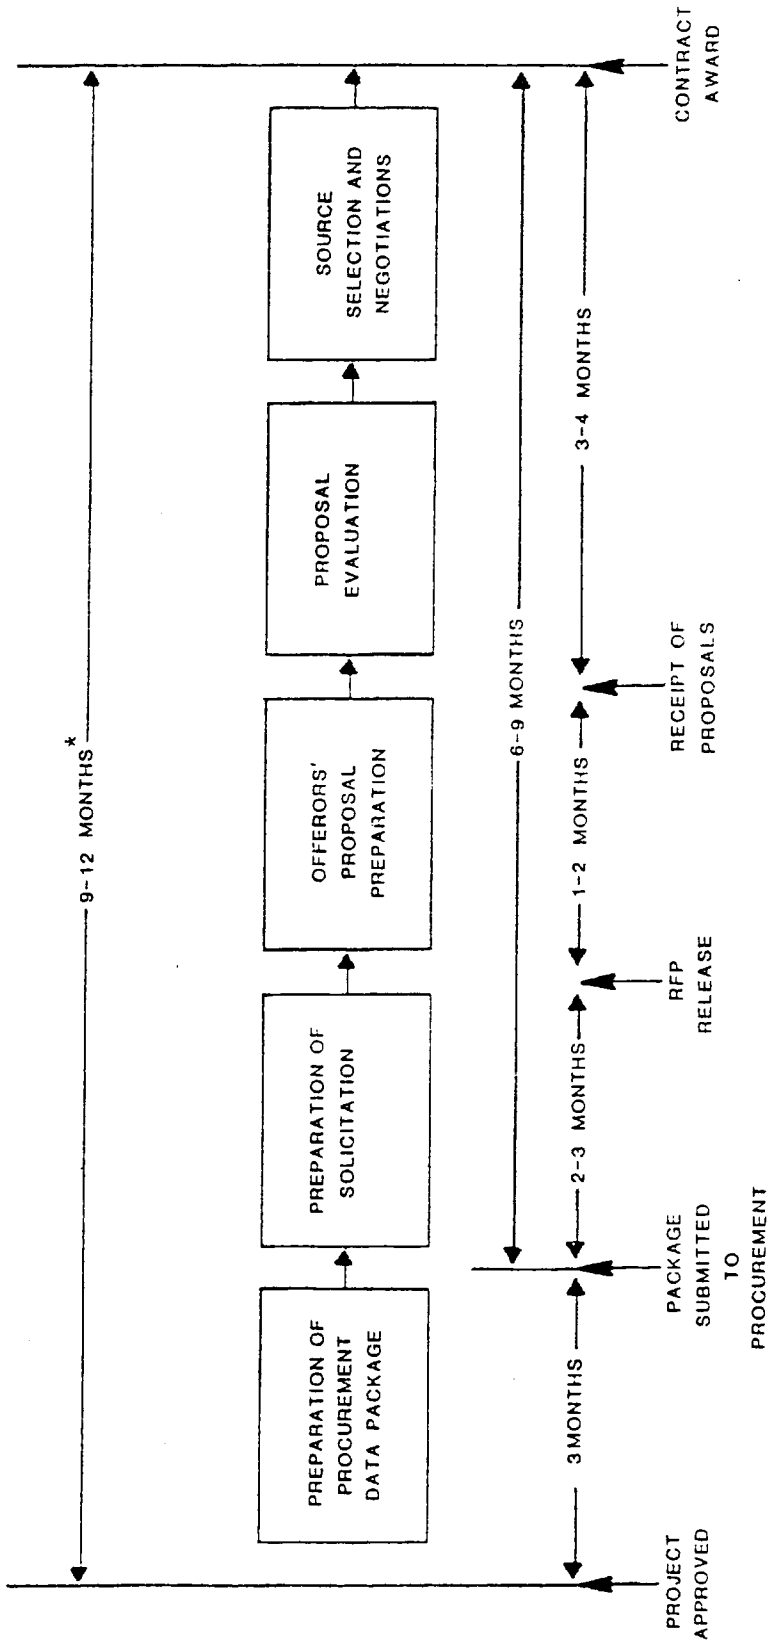 9-12 MONTHS*
PREPARATION OF
PROCUREMENT
DATA PACKAGE
PREPARATION OF
SOLICITATION
OFFERORS'
PROPOSAL
PREPARATION
PROPOSAL
EVALUATION
SOURCE
SELECTION AND
NEGOTIATIONS
6-9 MONTHS
3 MONTHS
2-3 MONTHS
1-2 MONTHS
3-4 MONTHS
PROJECT
APPROVED
PACKAGE
SUBMITTED
TO
PROCUREMENT
RFP
RELEASE
RECEIPT OF
PROPOSALS
CONTRACT
AWARD